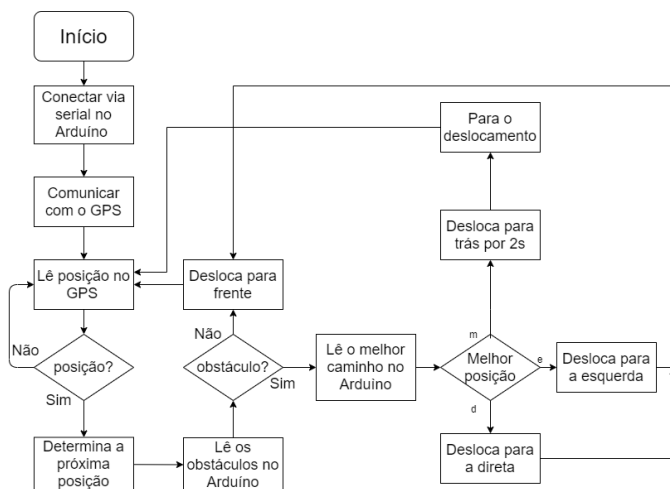 Início
Conectar via
serial no
Arduíno
Comunicar
com o GPS
Lê posição no
GPS
Não
posição?
Sim
Determina a
próxima
posição
Lê os
obstáculos no
Arduíno
Não
obstáculo?
Sim
Desloca para
frente
Lê o melhor
caminho no
Arduíno
Melhor
posição
m
e
d
Desloca para
trás por 2s
Para o
deslocamento
Desloca para
a esquerda
Desloca para
a direta